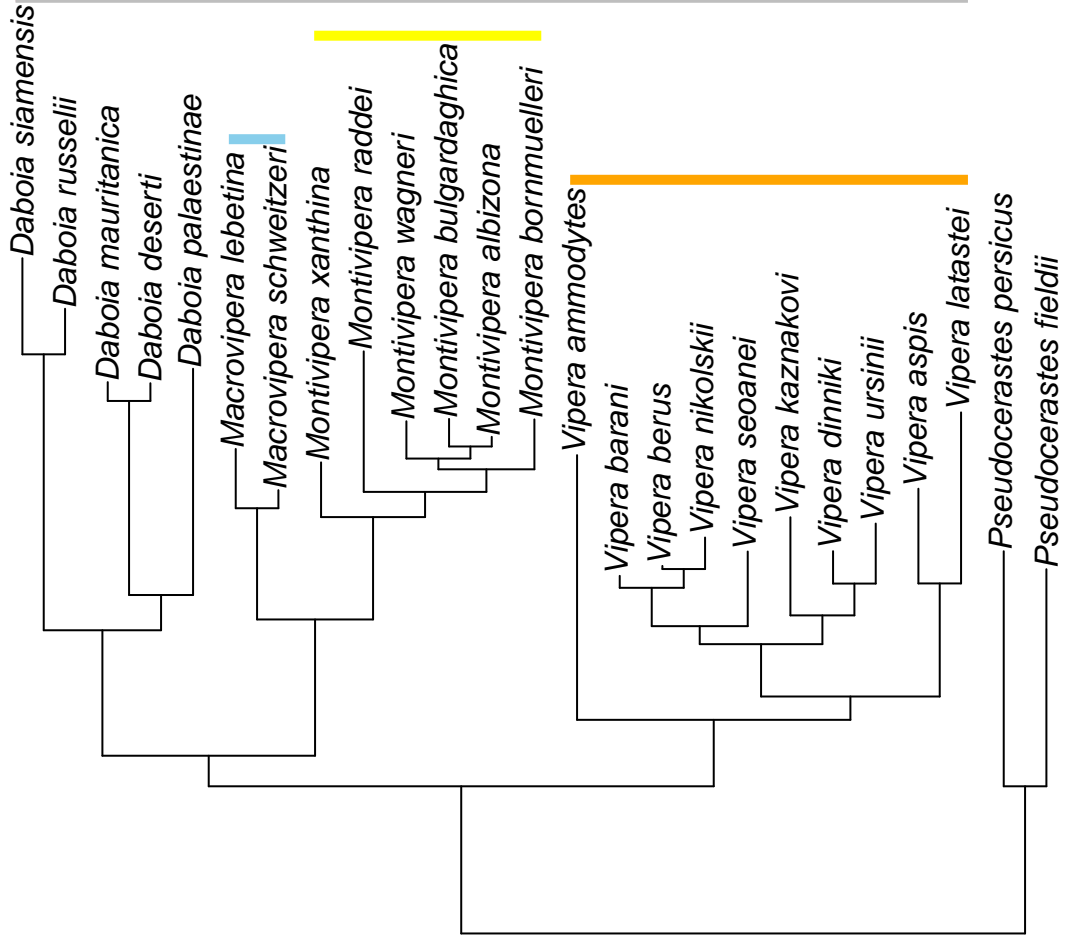 Daboia siamensis
Daboia russelii
Daboia mauritanica
Daboia deserti
Daboia palaestinae
Macrovipera lebetina
Macrovipera schweitzeri
Montivipera xanthina
Montivipera raddei
Montivipera wagneri
Montivipera bulgardaghica
Montivipera albizona
Montivipera bornmuelleri
Vipera ammodytes
Vipera barani
Vipera berus
Vipera nikolskii
Vipera seoanei
Vipera kaznakovi
Vipera dinniki
Vipera ursinii
Vipera aspis
Vipera latastei
Pseudocerastes persicus
Pseudocerastes fieldii